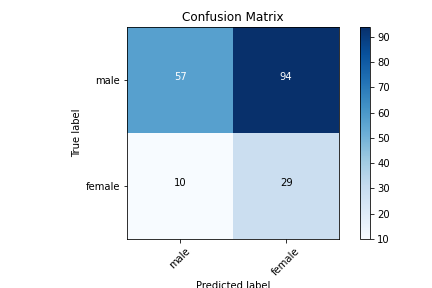 Confusion Matrix
90
80
70
60
50
40
30
20
10
True label
male
57
94
female
10
29
male
female
Predicted label